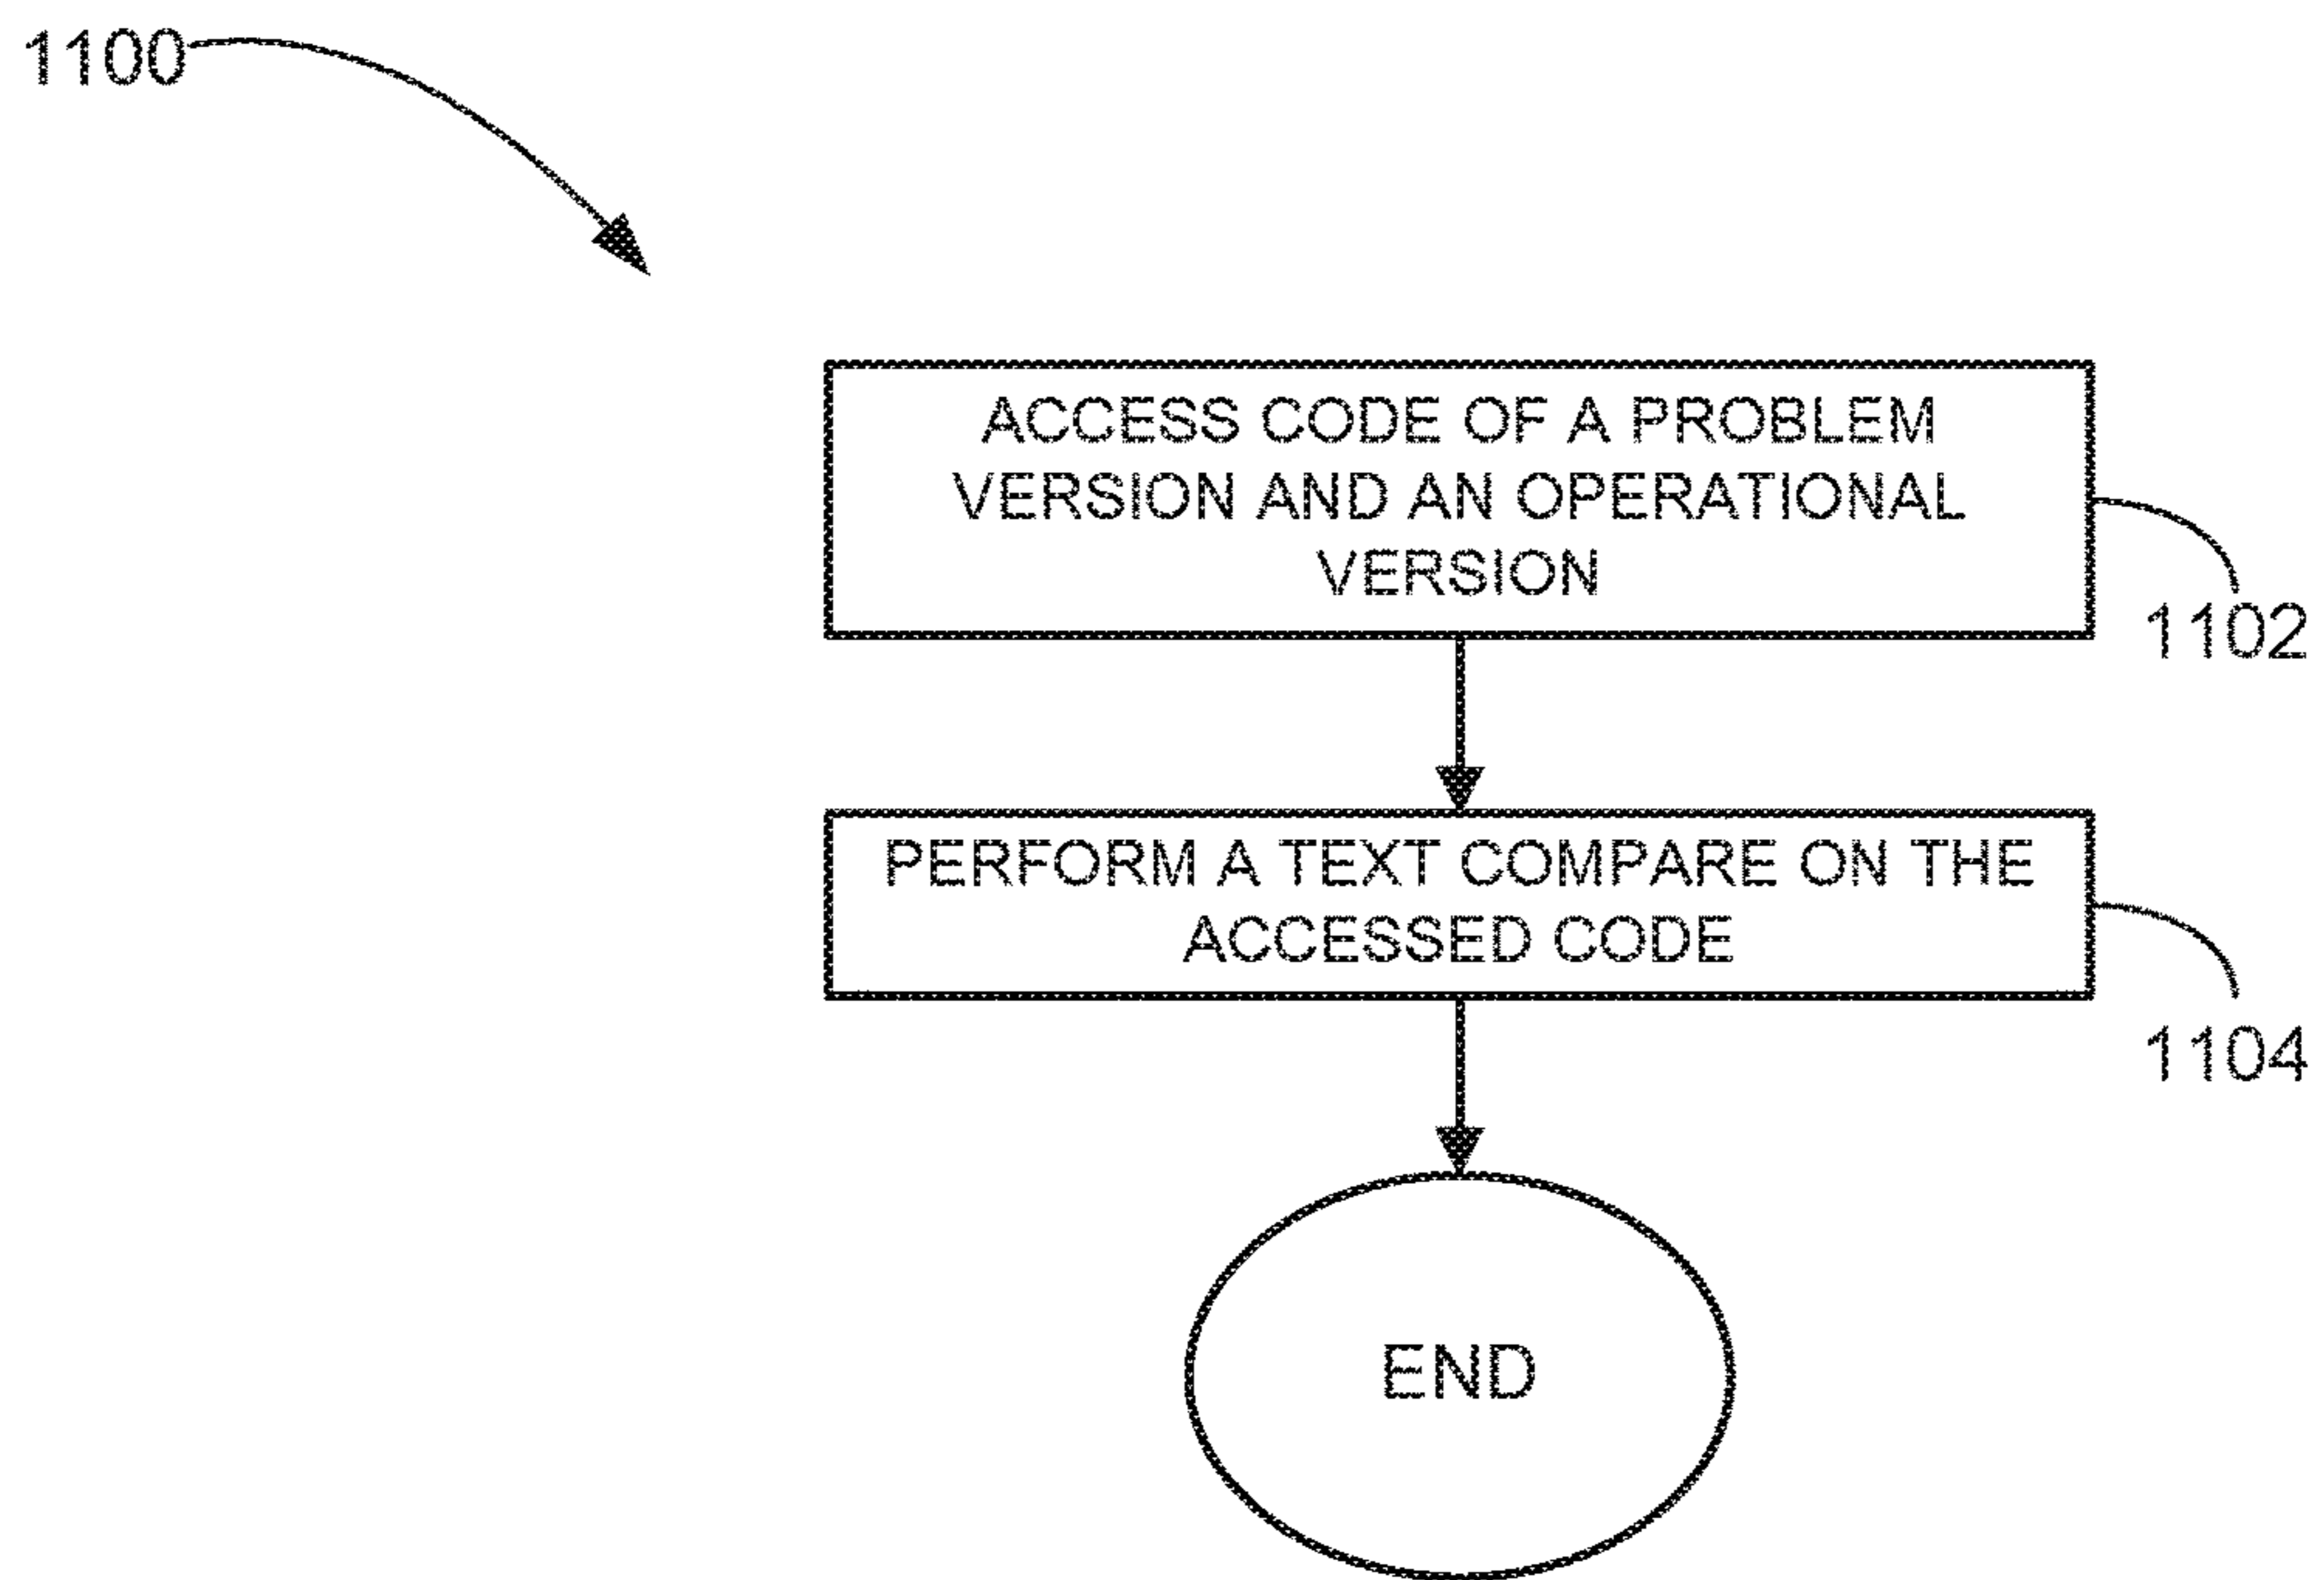 1100
ACCESS CODE OF A PROBLEM
VERSION AND AN OPERATIONAL
VERSION
1102
PERFORM A TEXT COMPARE ON THE
ACCESSED CODE
1104
END